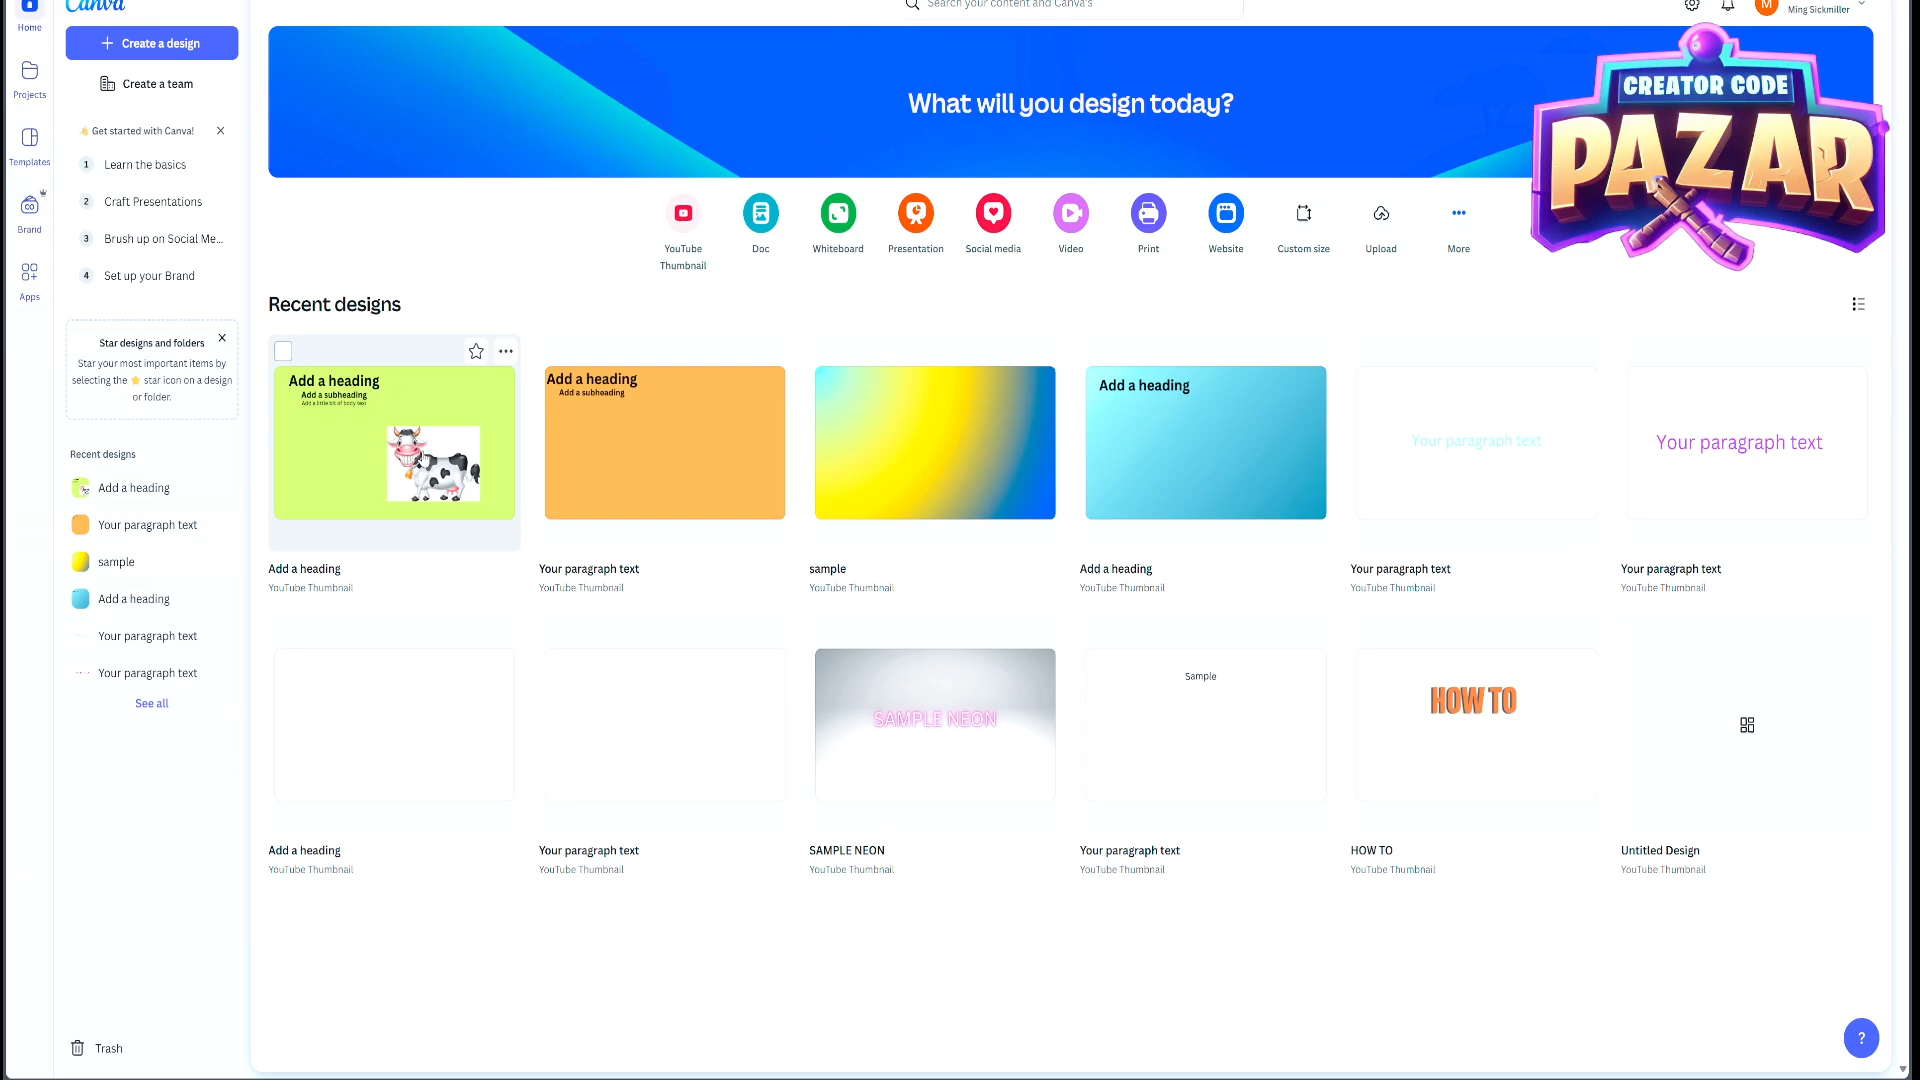 Canva
Search your content and Canva's
M
Ming Sickmiller
Home
Projects
Templates
Brand
Apps
Create a design
Create a team
Get started with Canva!
1 Learn the basics
2 Craft Presentations
3 Brush up on Social Me...
4 Set up your Brand
Star designs and folders
Star your most important items by
selecting the ⭐ star icon on a design
or folder.
Recent designs
Add a heading
Your paragraph text
sample
Add a heading
Your paragraph text
Your paragraph text
See all
Trash
What will you design today?
CREATOR CODE
PAZAR
YouTube
Thumbnail
Doc
Whiteboard
Presentation
Social media
Video
Print
Website
Custom size
Upload
More
Recent designs
Add a heading
Add a subheading
Add a little bit of body text
Add a heading
Add a subheading
Add a heading
Your paragraph text
Your paragraph text
Add a heading
YouTube Thumbnail
Your paragraph text
YouTube Thumbnail
sample
YouTube Thumbnail
Add a heading
YouTube Thumbnail
Your paragraph text
YouTube Thumbnail
Your paragraph text
YouTube Thumbnail
SAMPLE NEON
Sample
HOW TO
Add a heading
YouTube Thumbnail
Your paragraph text
YouTube Thumbnail
SAMPLE NEON
YouTube Thumbnail
Your paragraph text
YouTube Thumbnail
HOW TO
YouTube Thumbnail
Untitled Design
YouTube Thumbnail
?